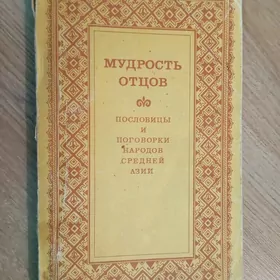 МУДРОСТЬ
ОТЦОВ
ПОСЛОВИЦЫ
И
ПОГОВОРКИ
НАРОДОВ
СРЕДНЕЙ
АЗИИ